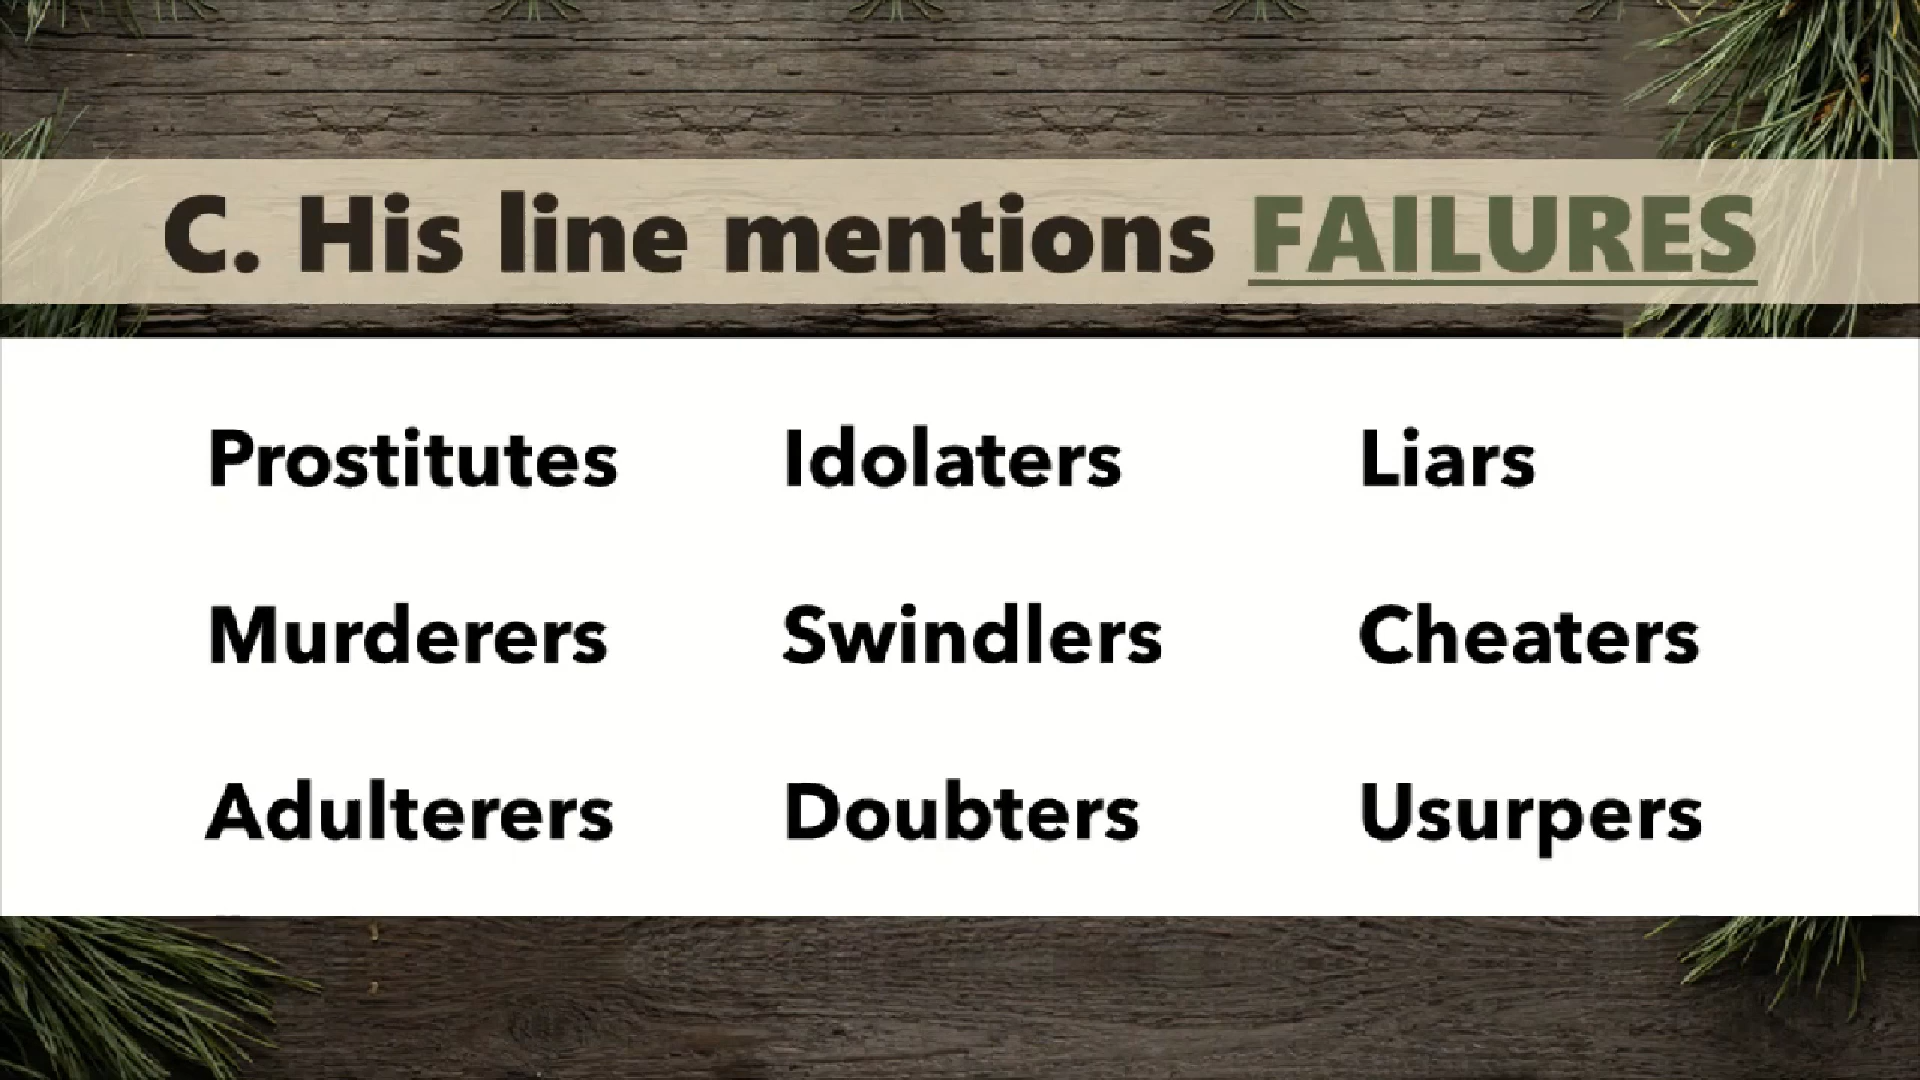 C. His line mentions FAILURES
Prostitutes Idolaters Liars
Murderers Swindlers Cheaters
Adulterers Doubters Usurpers